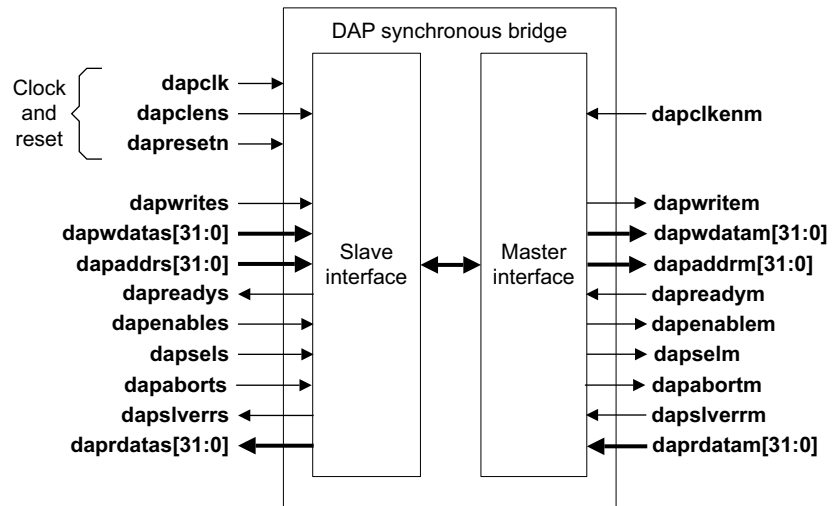 DAP synchronous bridge
Clock
and
reset
dapclk
dapclens
dapresetn
dapclkenm
dapwrites
dapwdatas[31:0]
dapaddrs[31:0]
dapreadys
dapenables
dapsels
dapaborts
dapslverrs
daprdatas[31:0]
Slave
interface
Master
interface
dapwritem
dapwdatam[31:0]
dapaddrm[31:0]
dapreadym
dapenablem
dapselm
dapabortm
dapslverrm
daprdatam[31:0]